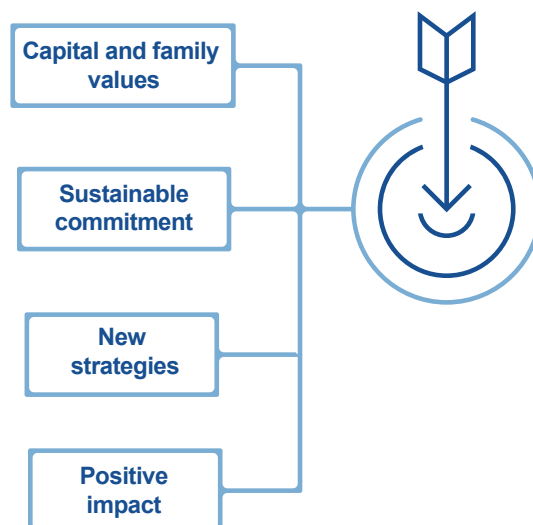 Capital and family
values
Sustainable
commitment
New
strategies
Positive
impact